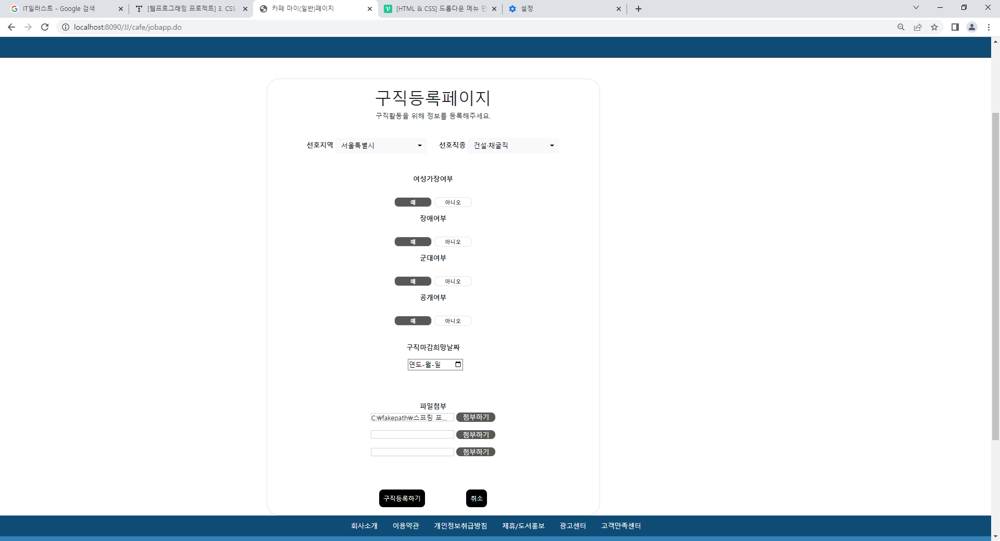 IT일러스트 - Google 검색
[웹프로그래밍 프로젝트] 3. CSS
카페 마이(일반)페이지
[HTML & CSS] 드롭다운 메뉴 만
설정
localhost:8090/JJ/cafe/jobapp.do
구직등록페이지
구직활동을 위해 정보를 등록해주세요.
선호지역 서울특별시 선호직종 건설·채굴직
여성가장여부
예 아니오
장애여부
예 아니오
군대여부
예 아니오
공개여부
예 아니오
구직마감희망날짜
연도-월-일
파일첨부
C:₩fakepath₩스프링 포... 첨부하기
첨부하기
첨부하기
구직등록하기 취소
회사소개 이용약관 개인정보취급방침 제휴/도서홍보 광고센터 고객만족센터